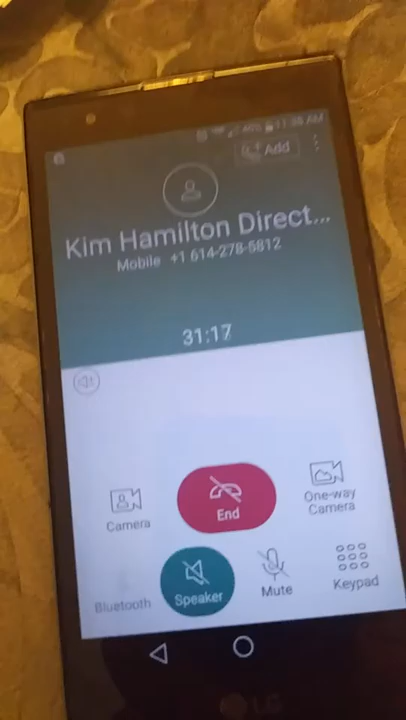 Add
Kim Hamilton Direct...
Mobile +1 614-278-5812
31:17
Camera
End
One-way
Camera
Bluetooth
Speaker
Mute
Keypad
LG